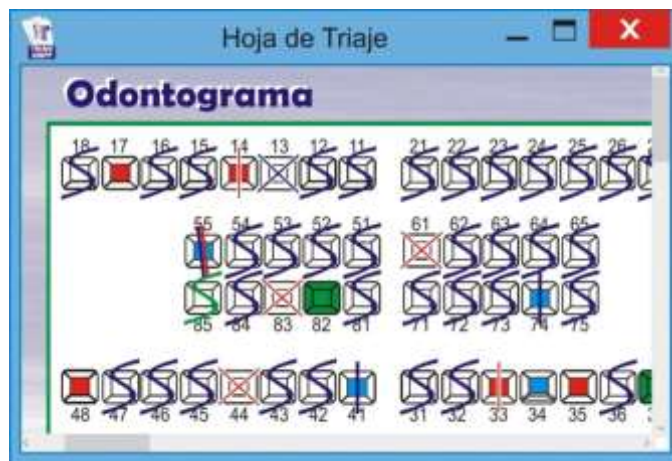 Hoja de Triaje
Odontograma
18 17 16 15 14 13 12 11 21 22 23 24 25 26
55 54 53 52 51 61 62 63 64 65
85 84 83 82 81 71 72 73 74 75
48 47 46 45 44 43 42 41 31 32 33 34 35 36